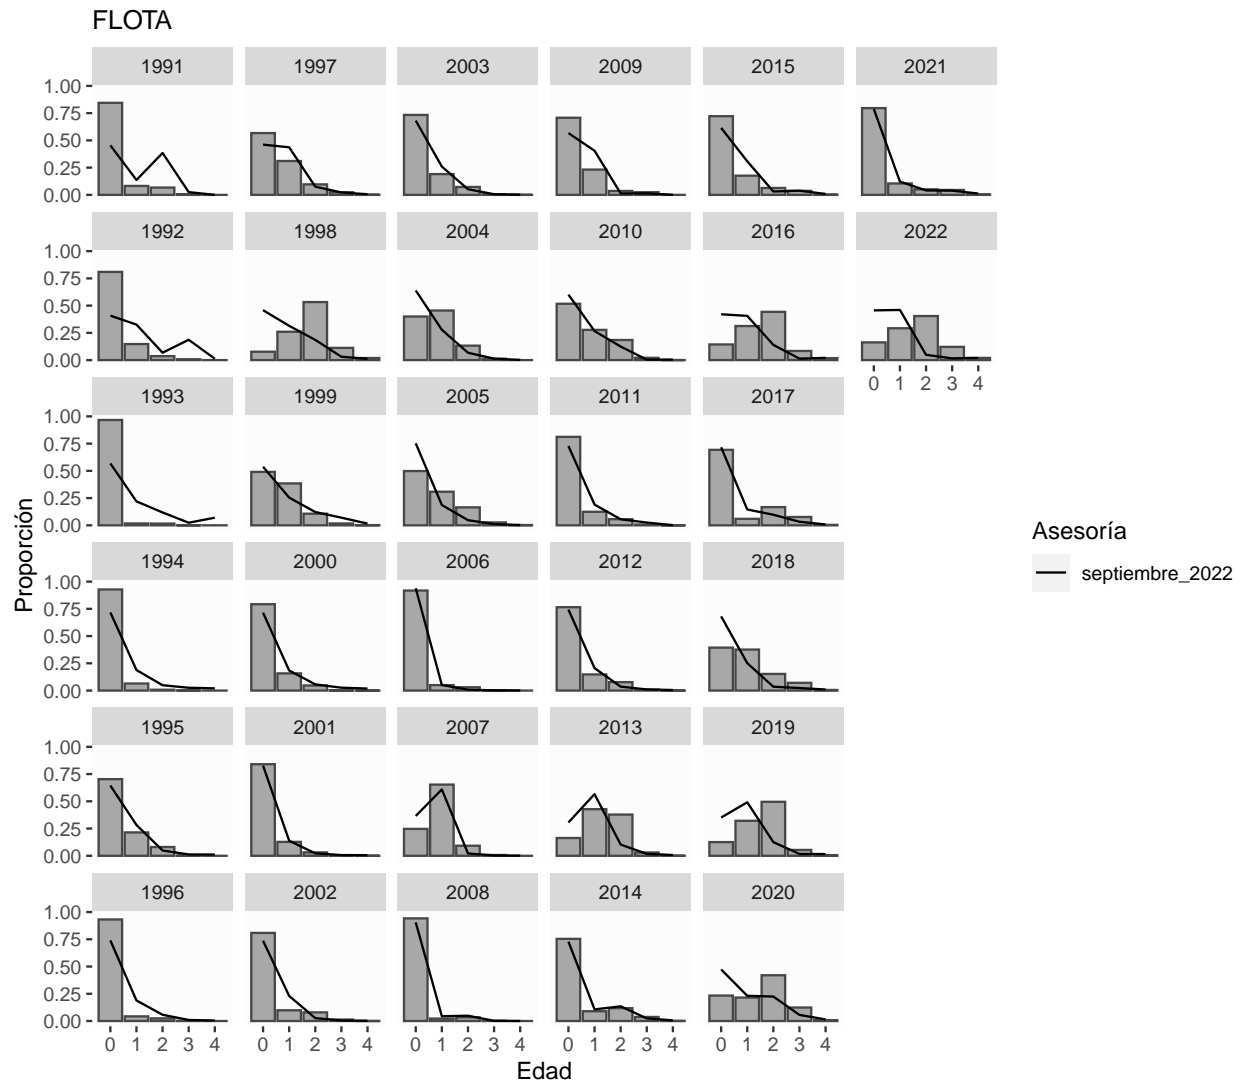 FLOTA
1991 1997 2003 2009 2015 2021
1.00
0.75
0.50
0.25
0.00
1992 1998 2004 2010 2016 2022
1.00
0.75
0.50
0.25
0.00
0 1 2 3 4
1993 1999 2005 2011 2017
1.00
0.75
0.50
0.25
0.00
1994 2000 2006 2012 2018
1.00
0.75
0.50
0.25
0.00
1995 2001 2007 2013 2019
1.00
0.75
0.50
0.25
0.00
1996 2002 2008 2014 2020
1.00
0.75
0.50
0.25
0.00
0 1 2 3 4 0 1 2 3 4 0 1 2 3 4 0 1 2 3 4 0 1 2 3 4
Edad
Proporción
Asesoría
septiembre_2022